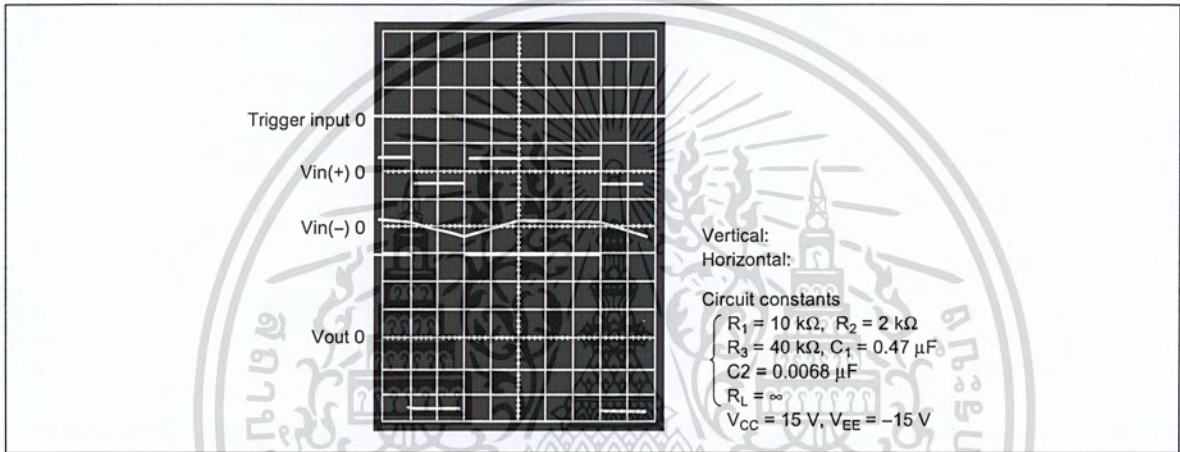 Trigger input 0
Vin(+) 0
Vin(−) 0
Vout 0
Vertical:
Horizontal:
Circuit constants
R₁ = 10 kΩ, R₂ = 2 kΩ
R₃ = 40 kΩ, C₁ = 0.47 μF
C2 = 0.0068 μF
R_L = ∞
V_CC = 15 V, V_EE = −15 V